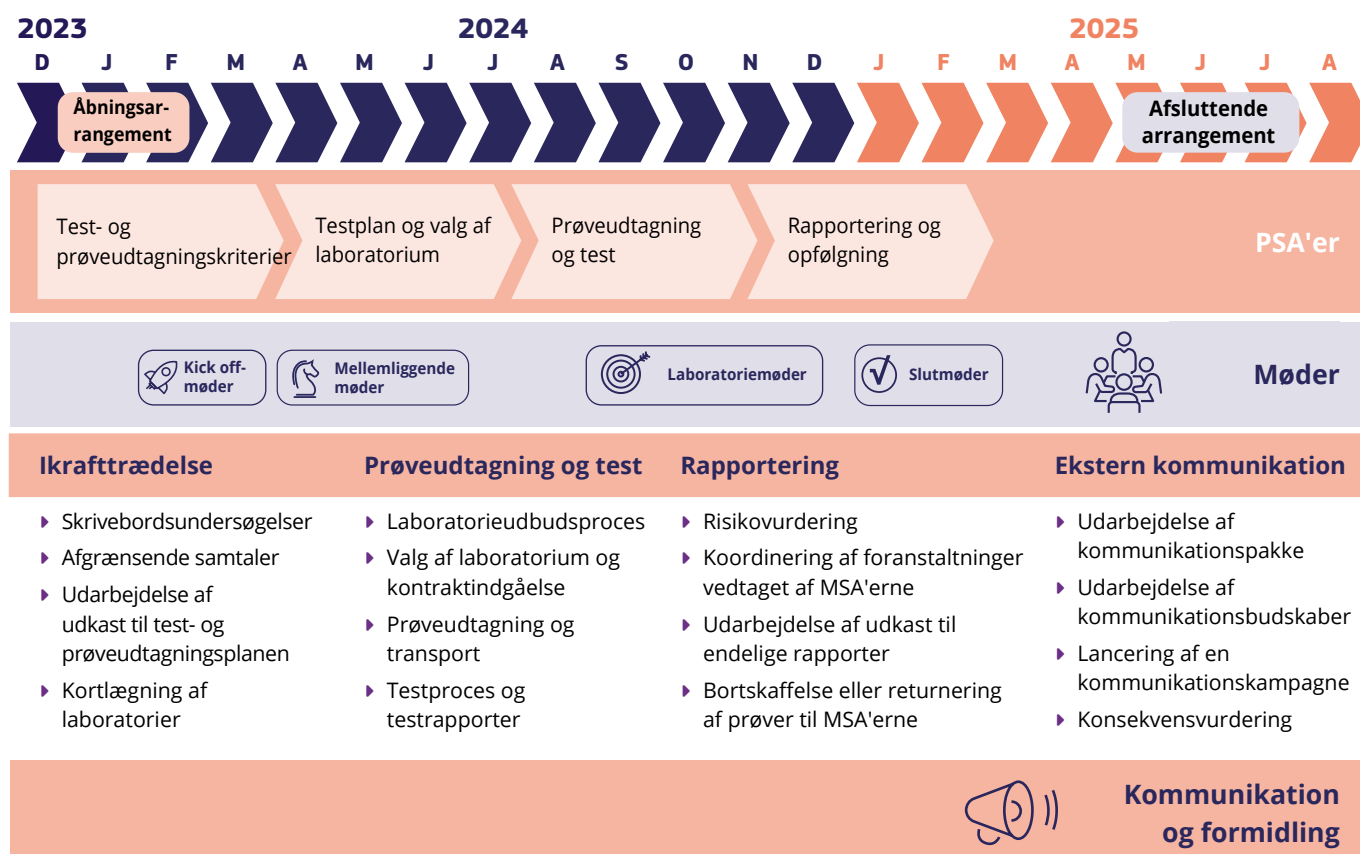 2023
2024
2025
D J F M A M J J A S O N D J F M A M J J A
Åbningsar-
rangement
Afsluttende
arrangement
Test- og
prøveudtagningskriterier
Testplan og valg af
laboratorium
Prøveudtagning
og test
Rapportering og
opfølgning
PSA'er
Kick off-
møder
Mellemliggende
møder
Laboratoriemøder
Slutmøder
Møder
Ikrafttrædelse
Skrivebordsundersøgelser
Afgrænsende samtaler
Udarbejdelse af
udkast til test- og
prøveudtagningsplanen
Kortlægning af
laboratorier
Prøveudtagning og test
Laboratorieudbudsproces
Valg af laboratorium og
kontraktindgåelse
Prøveudtagning og
transport
Testproces og
testrapporter
Rapportering
Risikovurdering
Koordinering af foranstaltninger
vedtaget af MSA'erne
Udarbejdelse af udkast til
endelige rapporter
Bortskaffelse eller returnering
af prøver til MSA'erne
Ekstern kommunikation
Udarbejdelse af
kommunikationspakke
Udarbejdelse af
kommunikationsbudskaber
Lancering af en
kommunikationskampagne
Konsekvensvurdering
Kommunikation
og formidling